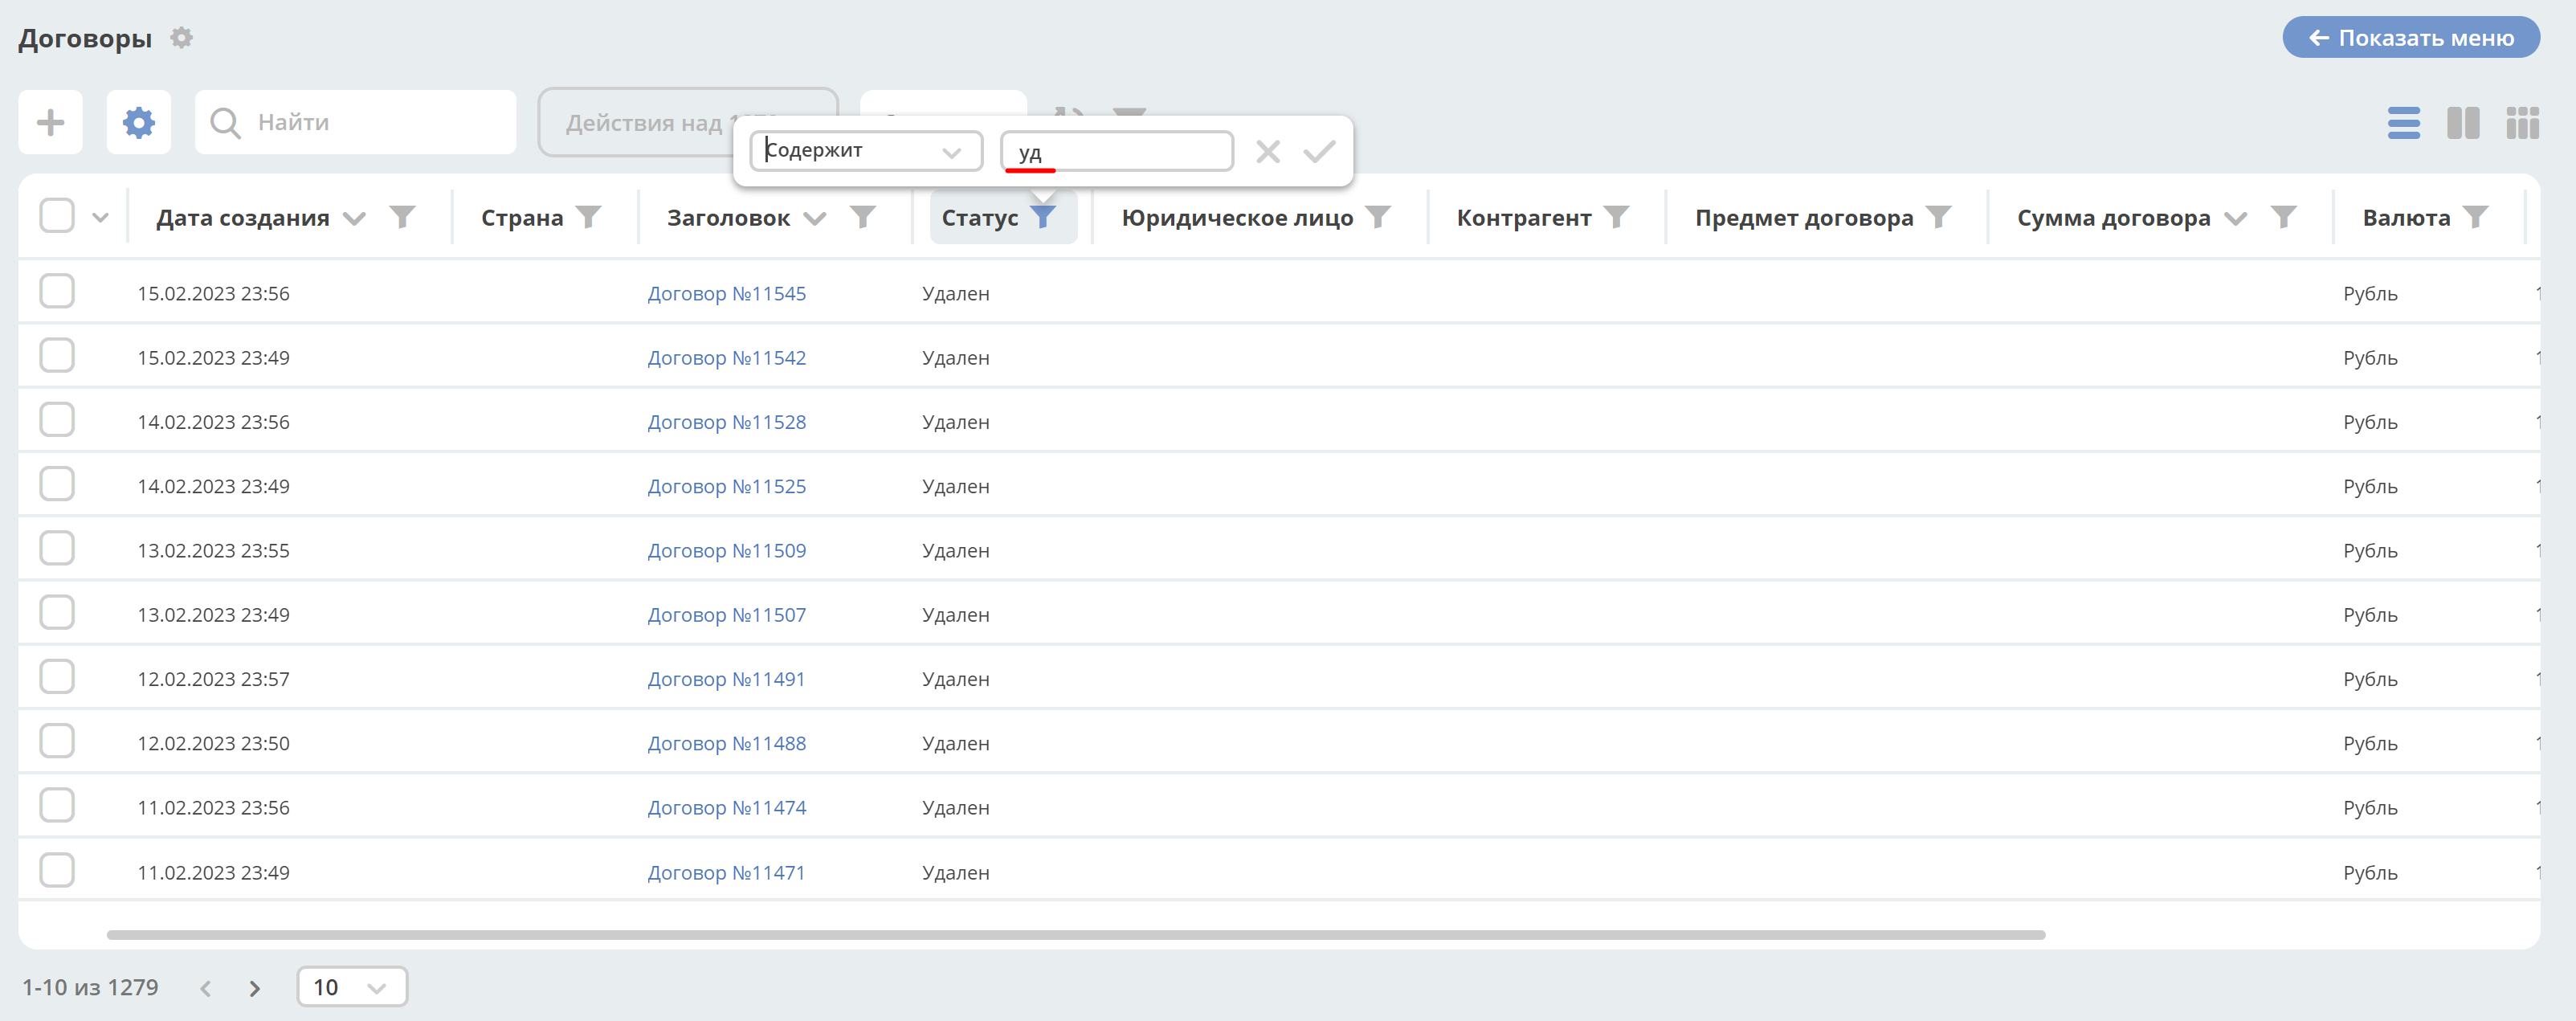 Договоры
Показать меню
Найти
Действия над
Содержит
уд
Дата создания Страна Заголовок Статус Юридическое лицо Контрагент Предмет договора Сумма договора Валюта
15.02.2023 23:56 Договор №11545 Удален Рубль
15.02.2023 23:49 Договор №11542 Удален Рубль
14.02.2023 23:56 Договор №11528 Удален Рубль
14.02.2023 23:49 Договор №11525 Удален Рубль
13.02.2023 23:55 Договор №11509 Удален Рубль
13.02.2023 23:49 Договор №11507 Удален Рубль
12.02.2023 23:57 Договор №11491 Удален Рубль
12.02.2023 23:50 Договор №11488 Удален Рубль
11.02.2023 23:56 Договор №11474 Удален Рубль
11.02.2023 23:49 Договор №11471 Удален Рубль
1-10 из 1279
10